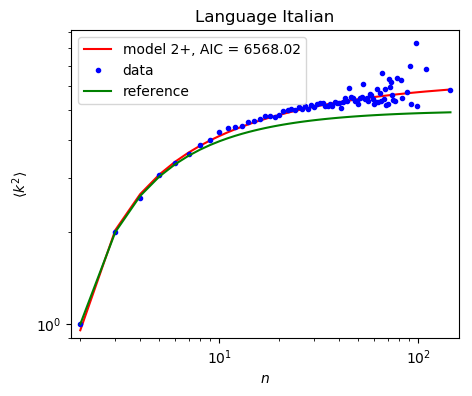 Language Italian
model 2+, AIC = 6568.02
data
reference
⟨k²⟩
10⁰
10¹
10²
n